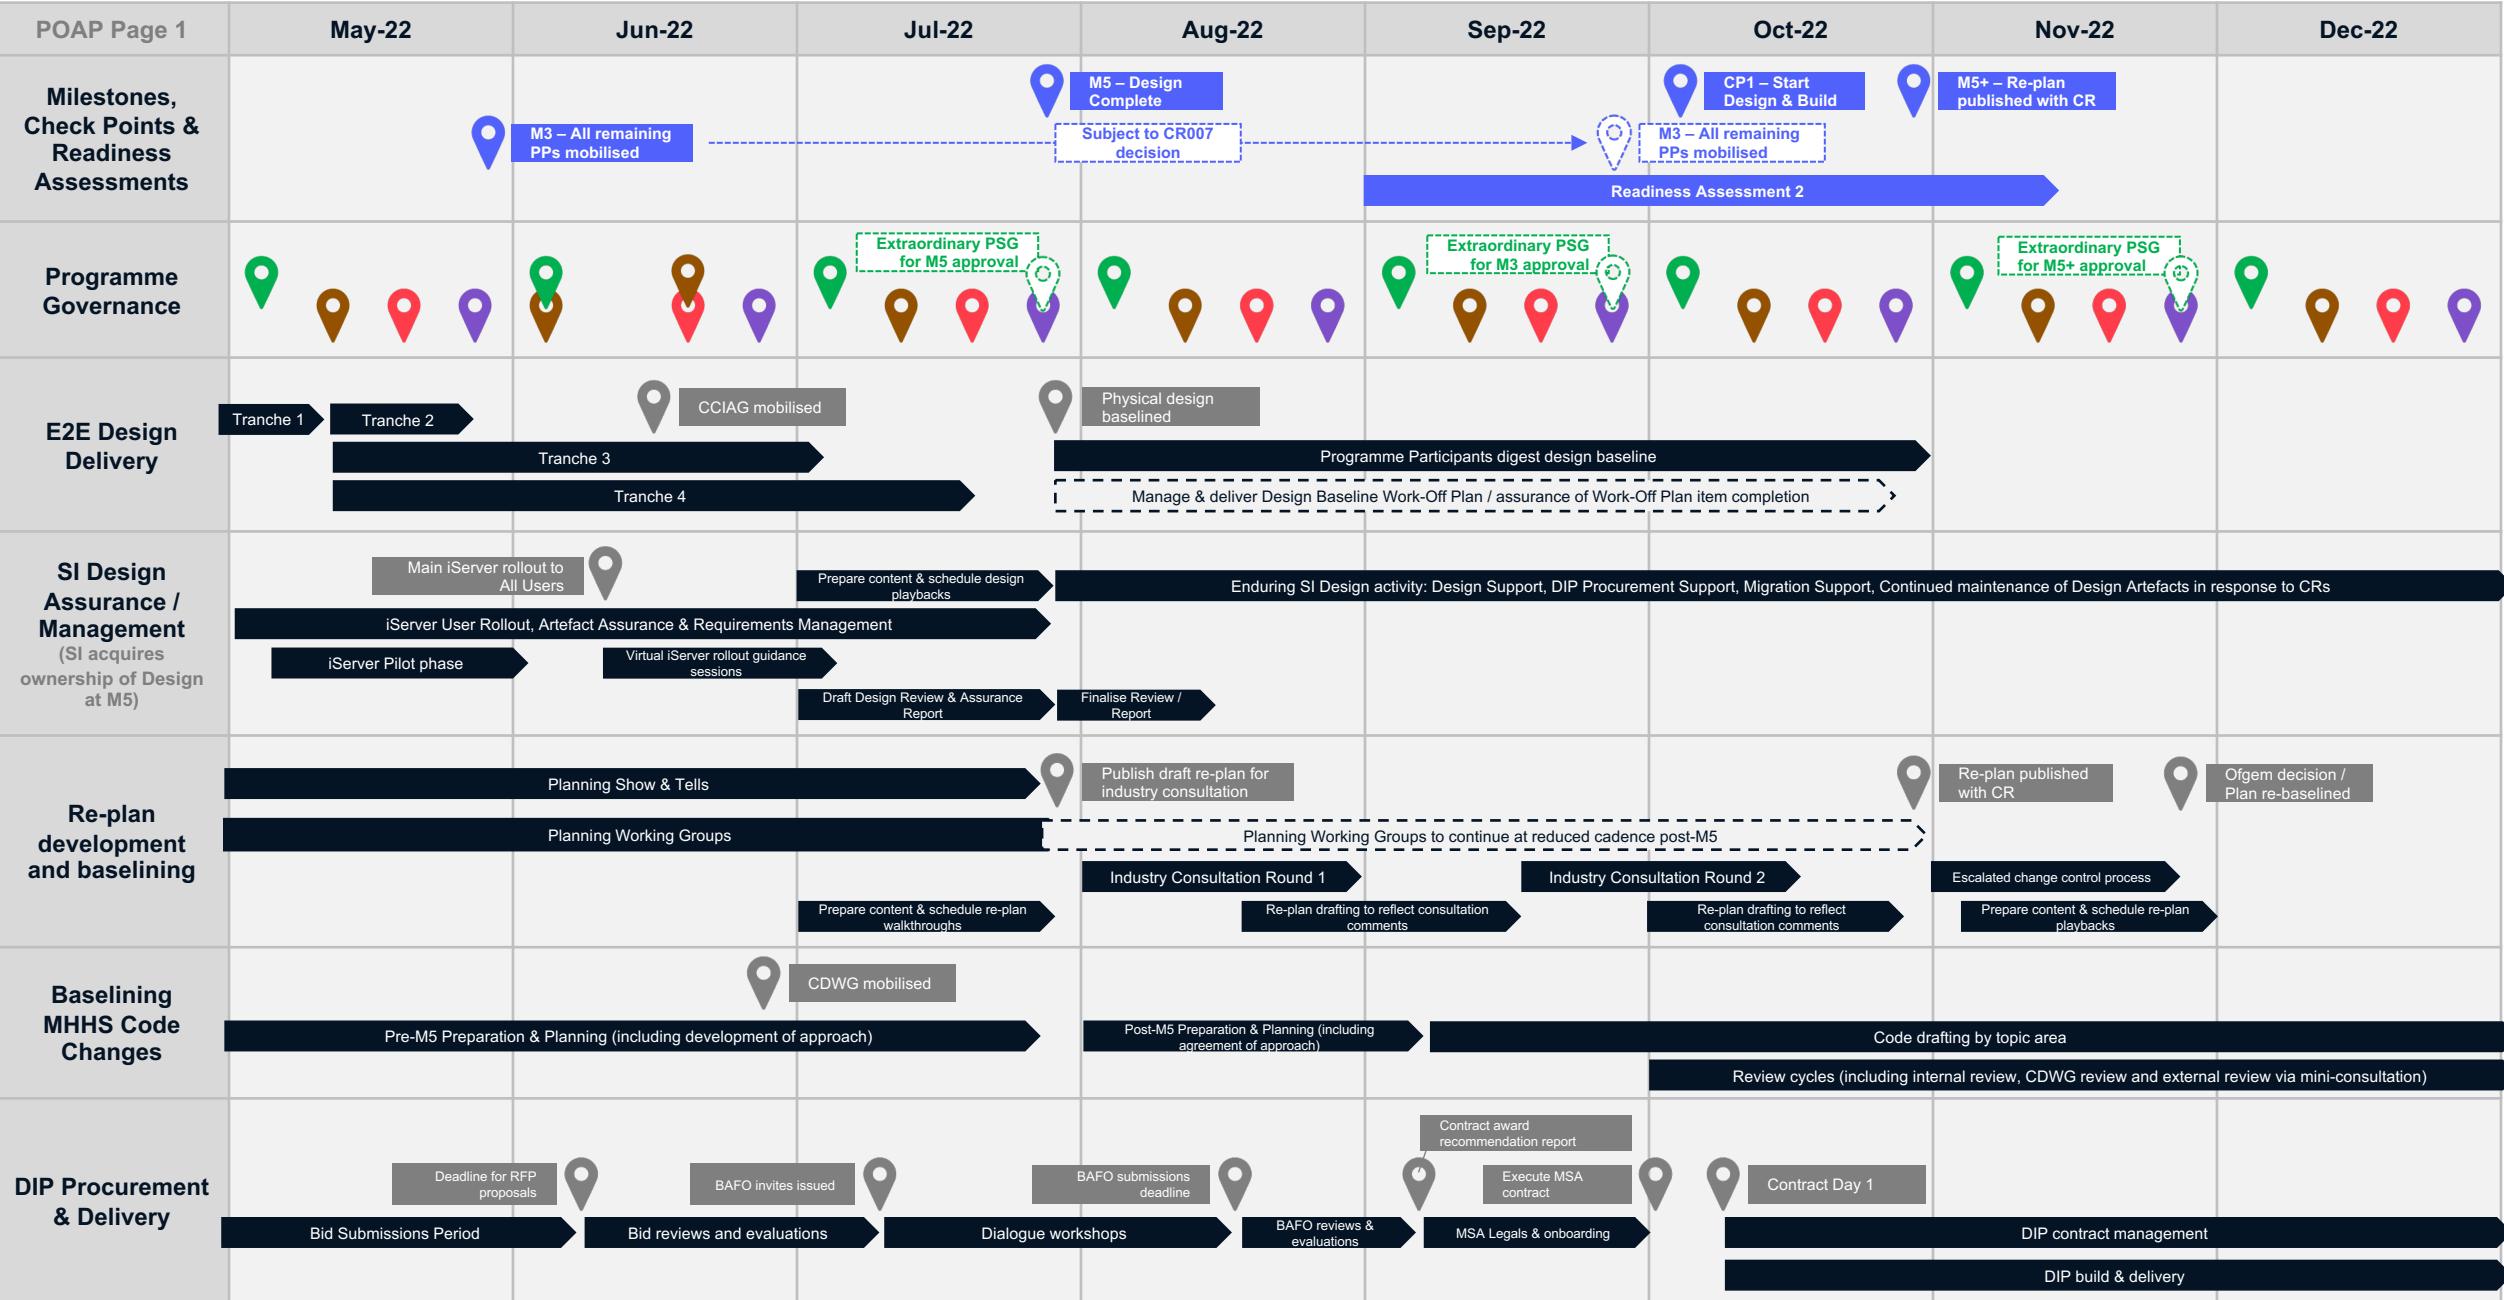 POAP Page 1
May-22
Jun-22
Jul-22
Aug-22
Sep-22
Oct-22
Nov-22
Dec-22
Milestones,
Check Points &
Readiness
Assessments
M5 – Design
Complete
CP1 – Start
Design & Build
M5+ – Re-plan
published with CR
M3 – All remaining
PPs mobilised
Subject to CR007
decision
M3 – All remaining
PPs mobilised
Readiness Assessment 2
Programme
Governance
Extraordinary PSG
for M5 approval
Extraordinary PSG
for M3 approval
Extraordinary PSG
for M5+ approval
E2E Design
Delivery
Tranche 1
Tranche 2
CCIAG mobilised
Physical design
baselined
Tranche 3
Programme Participants digest design baseline
Tranche 4
Manage & deliver Design Baseline Work-Off Plan / assurance of Work-Off Plan item completion
SI Design
Assurance /
Management
(SI acquires
ownership of Design
at M5)
Main iServer rollout to
All Users
Prepare content & schedule design
playbacks
Enduring SI Design activity: Design Support, DIP Procurement Support, Migration Support, Continued maintenance of Design Artefacts in response to CRs
iServer User Rollout, Artefact Assurance & Requirements Management
iServer Pilot phase
Virtual iServer rollout guidance
sessions
Draft Design Review & Assurance
Report
Finalise Review /
Report
Re-plan
development
and baselining
Planning Show & Tells
Publish draft re-plan for
industry consultation
Re-plan published
with CR
Ofgem decision /
Plan re-baselined
Planning Working Groups
Planning Working Groups to continue at reduced cadence post-M5
Industry Consultation Round 1
Industry Consultation Round 2
Escalated change control process
Prepare content & schedule re-plan
walkthroughs
Re-plan drafting to reflect consultation
comments
Re-plan drafting to reflect
consultation comments
Prepare content & schedule re-plan
playbacks
Baselining
MHHS Code
Changes
CDWG mobilised
Pre-M5 Preparation & Planning (including development of approach)
Post-M5 Preparation & Planning (including
agreement of approach)
Code drafting by topic area
Review cycles (including internal review, CDWG review and external review via mini-consultation)
DIP Procurement
& Delivery
Contract award
recommendation report
Deadline for RFP
proposals
BAFO invites issued
BAFO submissions
deadline
Execute MSA
contract
Contract Day 1
Bid Submissions Period
Bid reviews and evaluations
Dialogue workshops
BAFO reviews &
evaluations
MSA Legals & onboarding
DIP contract management
DIP build & delivery